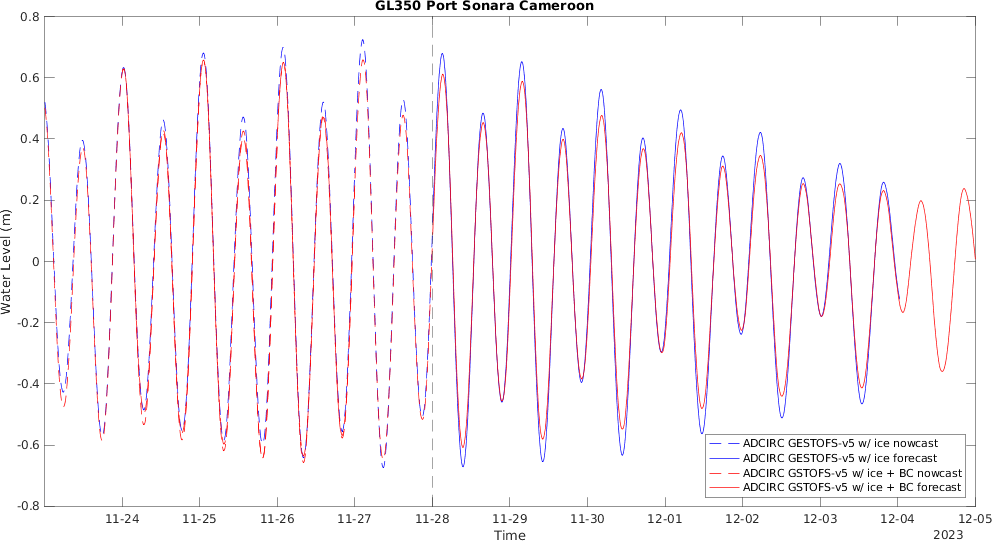 GL350 Port Sonara Cameroon
0.8
0.6
0.4
0.2
0
-0.2
-0.4
-0.6
-0.8
Water Level (m)
ADCIRC GESTOFS-v5 w/ ice nowcast
ADCIRC GESTOFS-v5 w/ ice forecast
ADCIRC GSTOFS-v5 w/ ice + BC nowcast
ADCIRC GSTOFS-v5 w/ ice + BC forecast
11-24 11-25 11-26 11-27 11-28 11-29 11-30 12-01 12-02 12-03 12-04 12-05
Time
2023